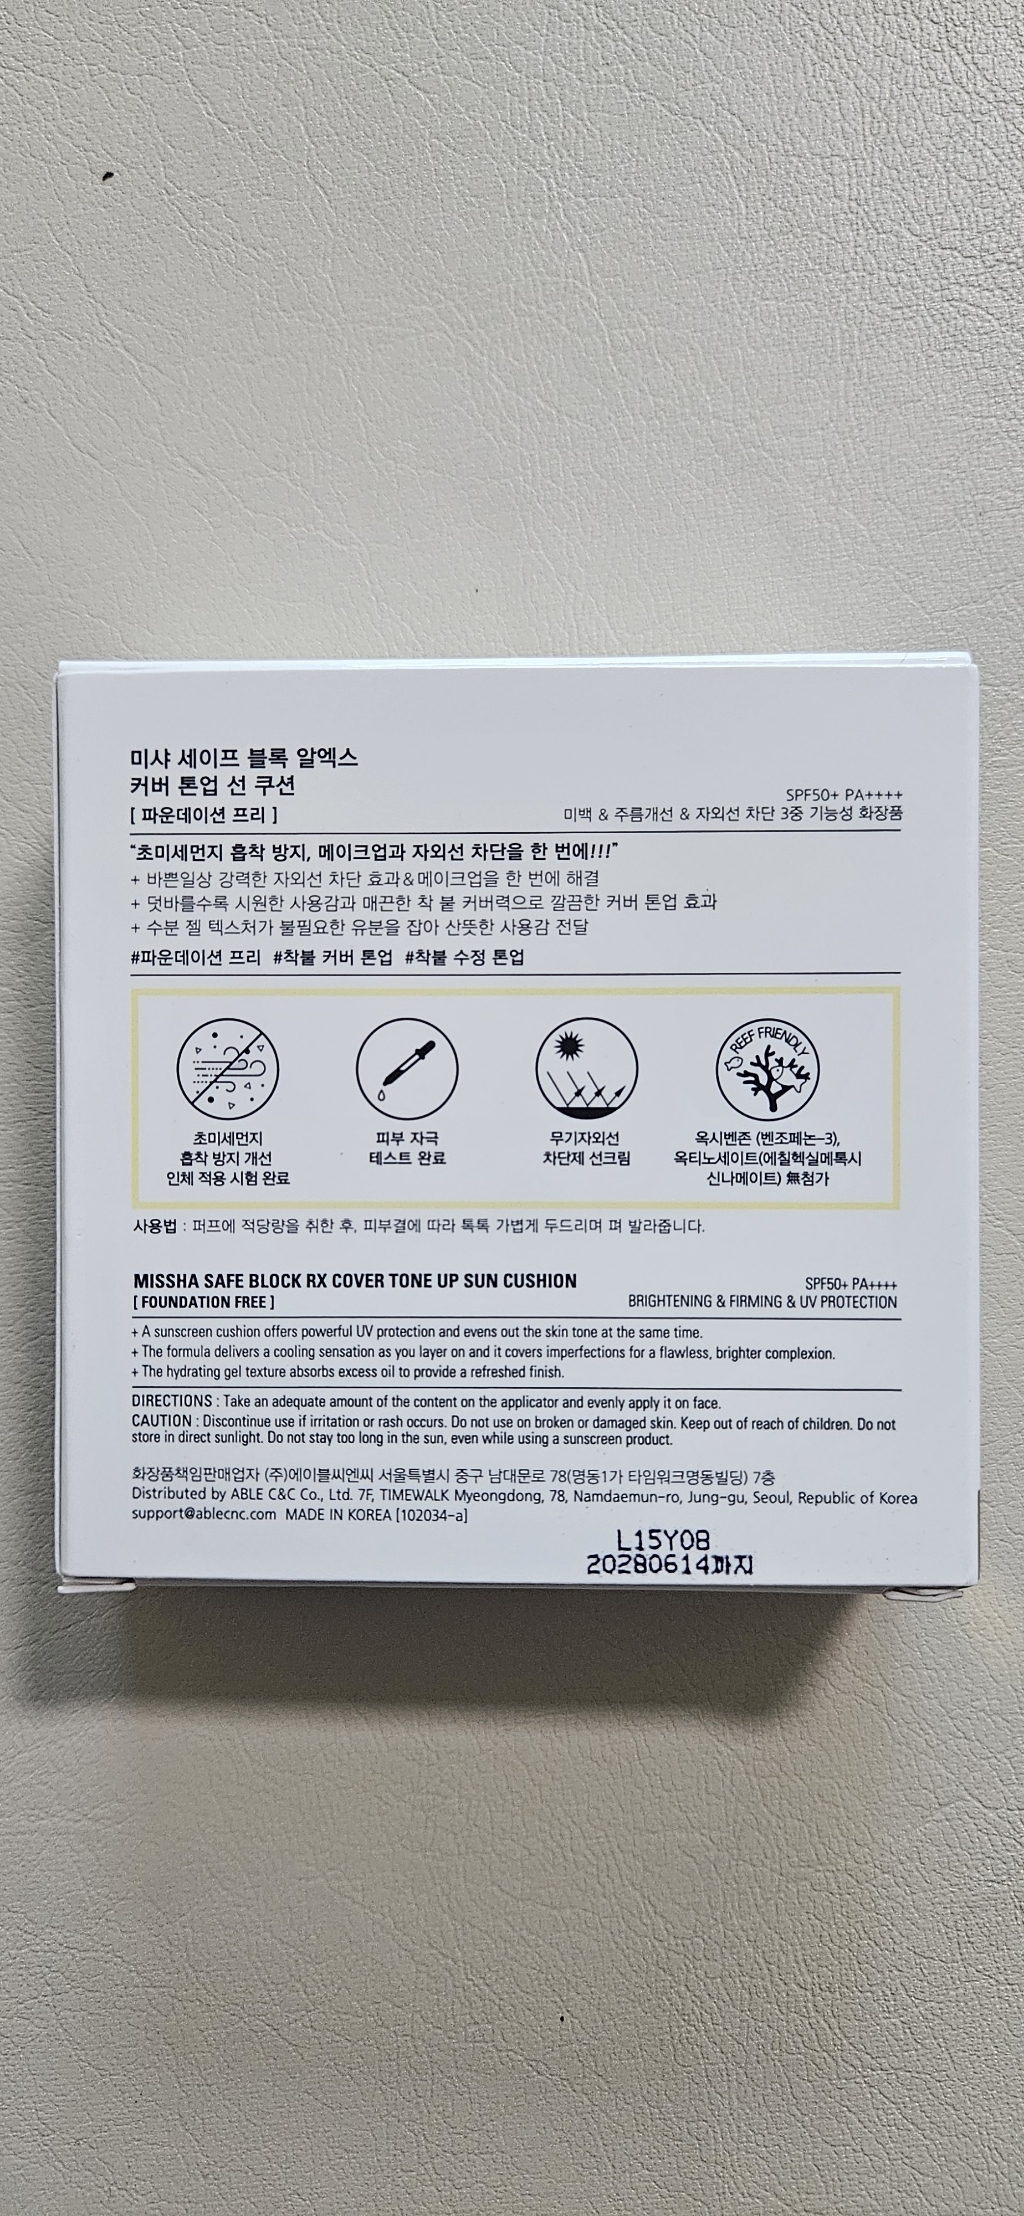 미샤 세이프 블록 알엑스
커버 톤업 선 쿠션
[ 파운데이션 프리 ]
SPF50+ PA++++
미백 & 주름개선 & 자외선 차단 3중 기능성 화장품
“초미세먼지 흡착 방지, 메이크업과 자외선 차단을 한 번에!!!”
+ 바쁜일상 강력한 자외선 차단 효과&메이크업을 한 번에 해결
+ 덧바를수록 시원한 사용감과 매끈한 착 붙 커버력으로 깔끔한 커버 톤업 효과
+ 수분 젤 텍스처가 불필요한 유분을 잡아 산뜻한 사용감 전달
#파운데이션 프리 #착붙 커버 톤업 #착붙 수정 톤업
REEF FRIENDLY
초미세먼지
흡착 방지 개선
인체 적용 시험 완료
피부 자극
테스트 완료
무기자외선
차단제 선크림
옥시벤존 (벤조페논-3),
옥티노세이트(에칠헥실메톡시
신나메이트) 無첨가
사용법 : 퍼프에 적당량을 취한 후, 피부결에 따라 톡톡 가볍게 두드리며 펴 발라줍니다.
MISSHA SAFE BLOCK RX COVER TONE UP SUN CUSHION
[ FOUNDATION FREE ]
SPF50+ PA++++
BRIGHTENING & FIRMING & UV PROTECTION
+ A sunscreen cushion offers powerful UV protection and evens out the skin tone at the same time.
+ The formula delivers a cooling sensation as you layer on and it covers imperfections for a flawless, brighter complexion.
+ The hydrating gel texture absorbs excess oil to provide a refreshed finish.
DIRECTIONS : Take an adequate amount of the content on the applicator and evenly apply it on face.
CAUTION : Discontinue use if irritation or rash occurs. Do not use on broken or damaged skin. Keep out of reach of children. Do not
store in direct sunlight. Do not stay too long in the sun, even while using a sunscreen product.
화장품책임판매업자 (주)에이블씨엔씨 서울특별시 중구 남대문로 78(명동1가 타임워크명동빌딩) 7층
Distributed by ABLE C&C Co., Ltd. 7F, TIMEWALK Myeongdong, 78, Namdaemun-ro, Jung-gu, Seoul, Republic of Korea
support@ablecnc.com MADE IN KOREA [102034-a]
L15Y08
20280614까지